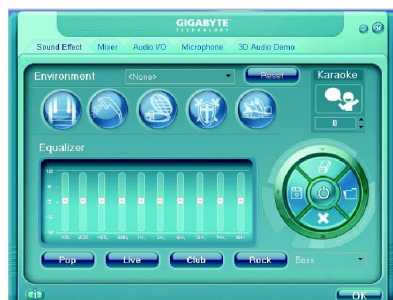 GIGABYTE
TECHNOLOGY
Sound Effect Mixer Audio I/O Microphone 3D Audio Demo
Environment <None> Reset Karaoke
0
Equalizer
Pop Live Club Rock Bass
OK